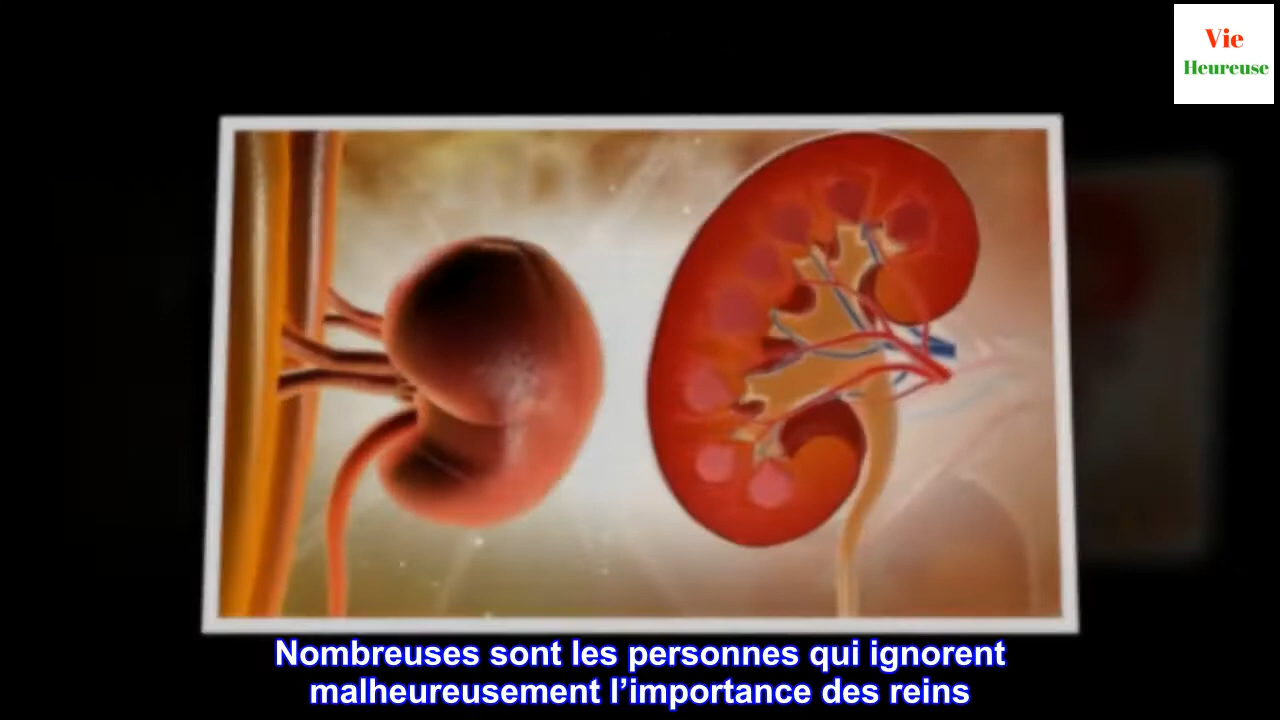 Vie
Heureuse
Nombreuses sont les personnes qui ignorent
malheureusement l’importance des reins